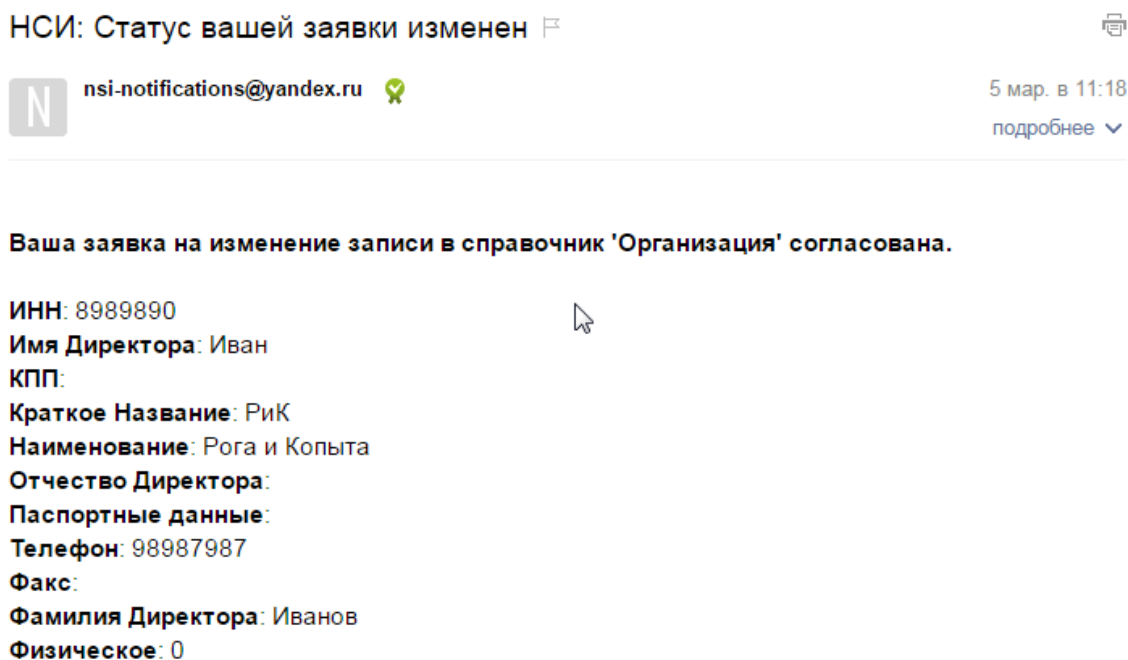 НСИ: Статус вашей заявки изменен
N
nsi-notifications@yandex.ru
5 мар. в 11:18
подробнее
Ваша заявка на изменение записи в справочник 'Организация' согласована.
ИНН: 8989890
Имя Директора: Иван
КПП:
Краткое Название: РиК
Наименование: Рога и Копыта
Отчество Директора:
Паспортные данные:
Телефон: 98987987
Факс:
Фамилия Директора: Иванов
Физическое: 0